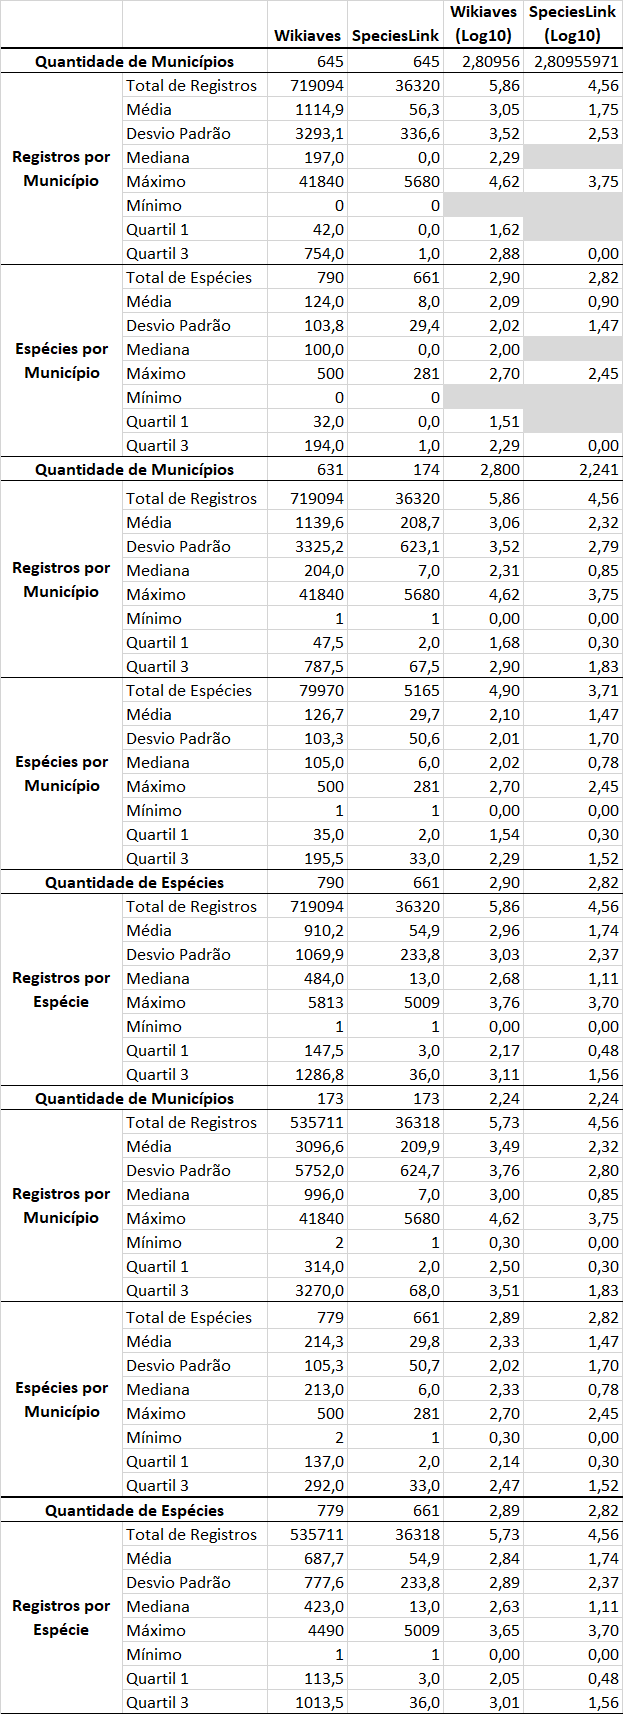 Wikiaves SpeciesLink Wikiaves (Log10) SpeciesLink (Log10)
Quantidade de Municípios 645 645 2,80956 2,80955971
Registros por Município
Total de Registros 719094 36320 5,86 4,56
Média 1114,9 56,3 3,05 1,75
Desvio Padrão 3293,1 336,6 3,52 2,53
Mediana 197,0 0,0 2,29
Máximo 41840 5680 4,62 3,75
Mínimo 0 0
Quartil 1 42,0 0,0 1,62
Quartil 3 754,0 1,0 2,88 0,00
Espécies por Município
Total de Espécies 790 661 2,90 2,82
Média 124,0 8,0 2,09 0,90
Desvio Padrão 103,8 29,4 2,02 1,47
Mediana 100,0 0,0 2,00
Máximo 500 281 2,70 2,45
Mínimo 0 0
Quartil 1 32,0 0,0 1,51
Quartil 3 194,0 1,0 2,29 0,00
Quantidade de Municípios 631 174 2,800 2,241
Registros por Município
Total de Registros 719094 36320 5,86 4,56
Média 1139,6 208,7 3,06 2,32
Desvio Padrão 3325,2 623,1 3,52 2,79
Mediana 204,0 7,0 2,31 0,85
Máximo 41840 5680 4,62 3,75
Mínimo 1 1 0,00 0,00
Quartil 1 47,5 2,0 1,68 0,30
Quartil 3 787,5 67,5 2,90 1,83
Espécies por Município
Total de Espécies 79970 5165 4,90 3,71
Média 126,7 29,7 2,10 1,47
Desvio Padrão 103,3 50,6 2,01 1,70
Mediana 105,0 6,0 2,02 0,78
Máximo 500 281 2,70 2,45
Mínimo 1 1 0,00 0,00
Quartil 1 35,0 2,0 1,54 0,30
Quartil 3 195,5 33,0 2,29 1,52
Quantidade de Espécies 790 661 2,90 2,82
Registros por Espécie
Total de Registros 719094 36320 5,86 4,56
Média 910,2 54,9 2,96 1,74
Desvio Padrão 1069,9 233,8 3,03 2,37
Mediana 484,0 13,0 2,68 1,11
Máximo 5813 5009 3,76 3,70
Mínimo 1 1 0,00 0,00
Quartil 1 147,5 3,0 2,17 0,48
Quartil 3 1286,8 36,0 3,11 1,56
Quantidade de Municípios 173 173 2,24 2,24
Registros por Município
Total de Registros 535711 36318 5,73 4,56
Média 3096,6 209,9 3,49 2,32
Desvio Padrão 5752,0 624,7 3,76 2,80
Mediana 996,0 7,0 3,00 0,85
Máximo 41840 5680 4,62 3,75
Mínimo 2 1 0,30 0,00
Quartil 1 314,0 2,0 2,50 0,30
Quartil 3 3270,0 68,0 3,51 1,83
Espécies por Município
Total de Espécies 779 661 2,89 2,82
Média 214,3 29,8 2,33 1,47
Desvio Padrão 105,3 50,7 2,02 1,70
Mediana 213,0 6,0 2,33 0,78
Máximo 500 281 2,70 2,45
Mínimo 2 1 0,30 0,00
Quartil 1 137,0 2,0 2,14 0,30
Quartil 3 292,0 33,0 2,47 1,52
Quantidade de Espécies 779 661 2,89 2,82
Registros por Espécie
Total de Registros 535711 36318 5,73 4,56
Média 687,7 54,9 2,84 1,74
Desvio Padrão 777,6 233,8 2,89 2,37
Mediana 423,0 13,0 2,63 1,11
Máximo 4490 5009 3,65 3,70
Mínimo 1 1 0,00 0,00
Quartil 1 113,5 3,0 2,05 0,48
Quartil 3 1013,5 36,0 3,01 1,56